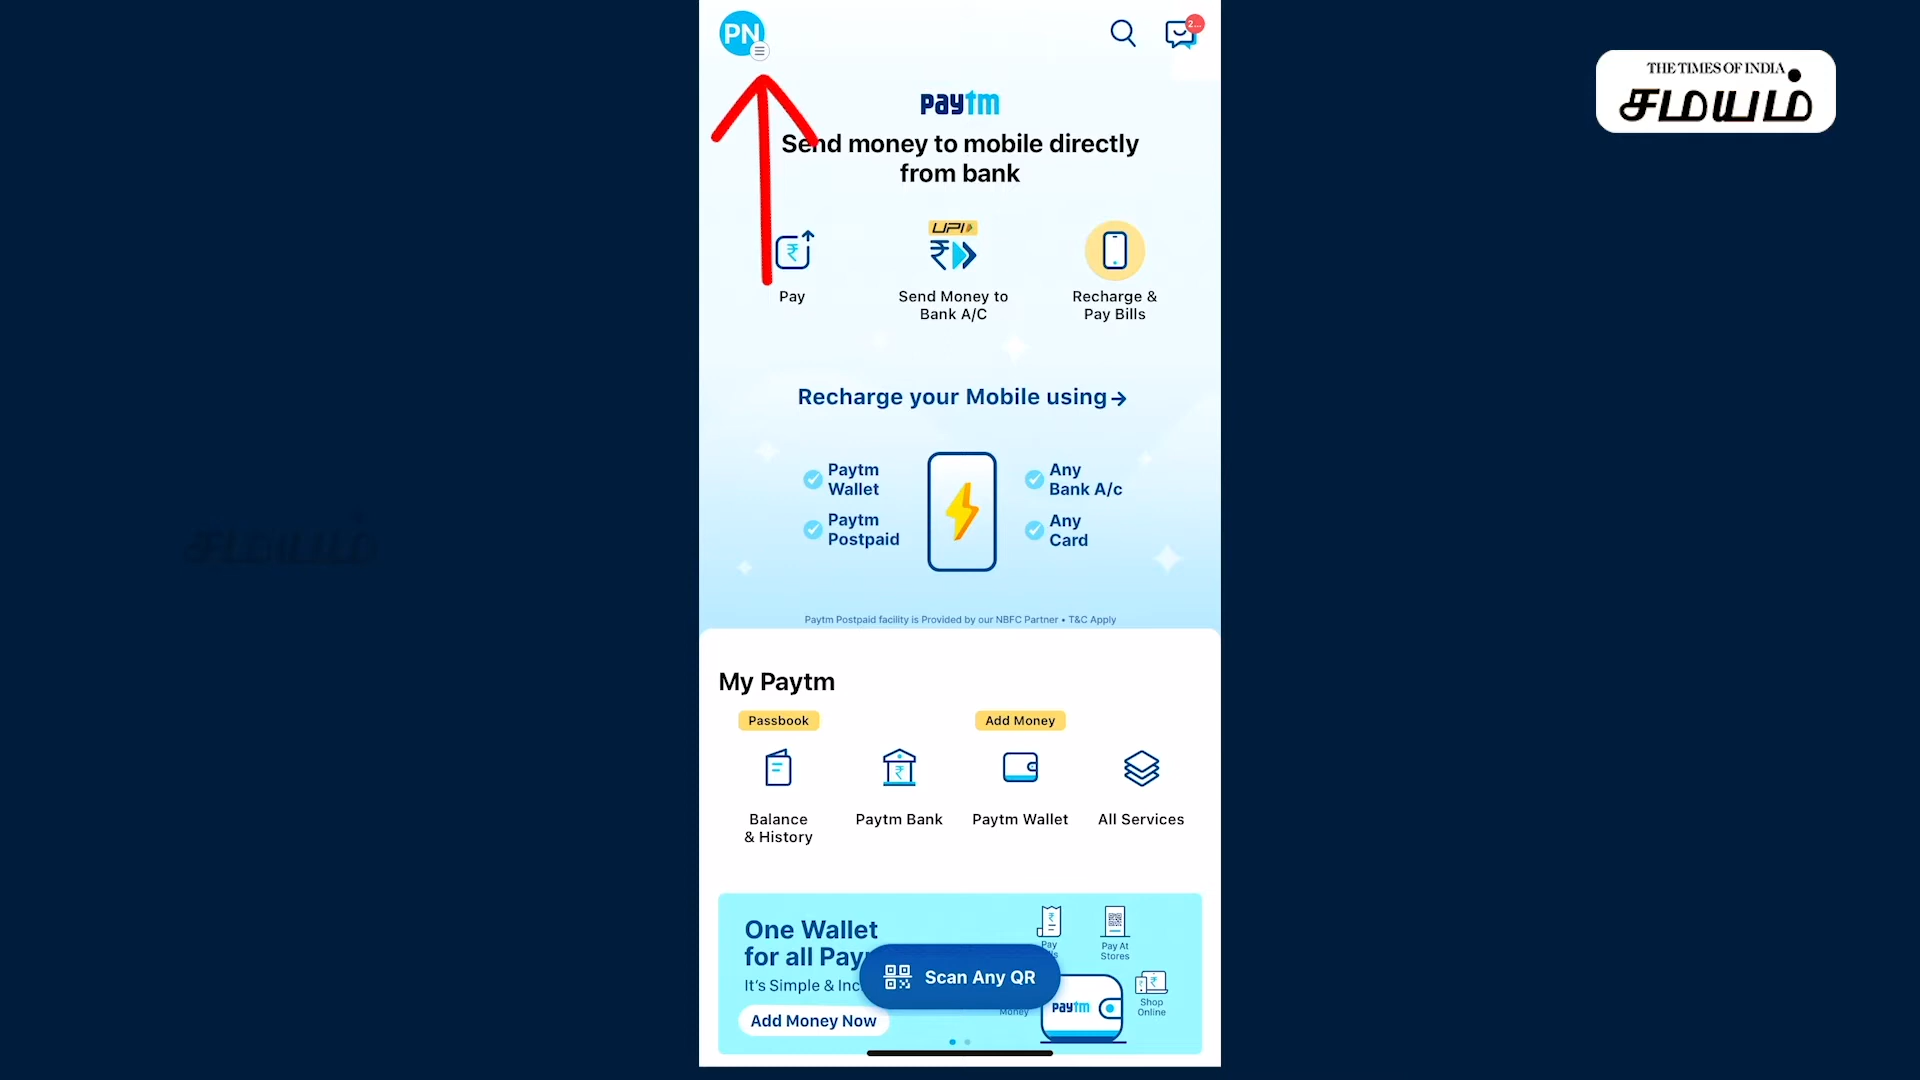 PN
2...
THE TIMES OF INDIA
சமயம்
paytm
Send money to mobile directly
from bank
UPI
Pay
Send Money to
Bank A/C
Recharge &
Pay Bills
Recharge your Mobile using→
Paytm
Wallet
Paytm
Postpaid
Any
Bank A/c
Any
Card
Paytm Postpaid facility is Provided by our NBFC Partner • T&C Apply
சமயம்
My Paytm
Passbook
Add Money
Balance
& History
Paytm Bank
Paytm Wallet
All Services
One Wallet
for all Pay
It's Simple & Inc
Add Money Now
Scan Any QR
Pay
Pay At
Stores
Shop
Online
Money
paytm